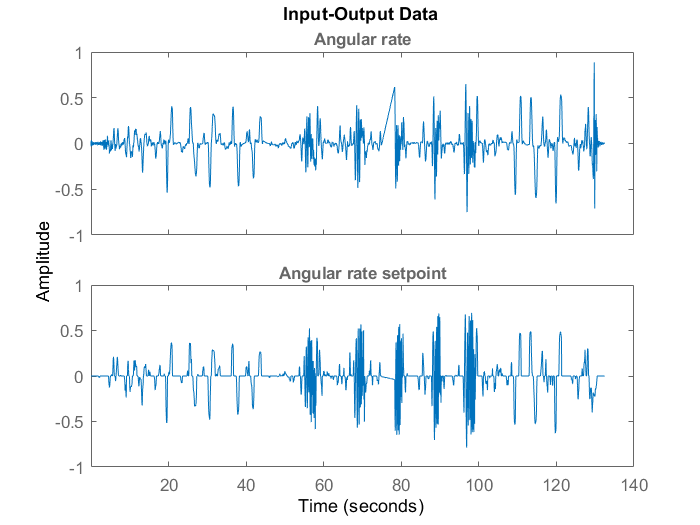 Input-Output Data
Angular rate
1
0.5
0
-0.5
-1
Amplitude
Angular rate setpoint
1
0.5
0
-0.5
-1
20 40 60 80 100 120 140
Time (seconds)